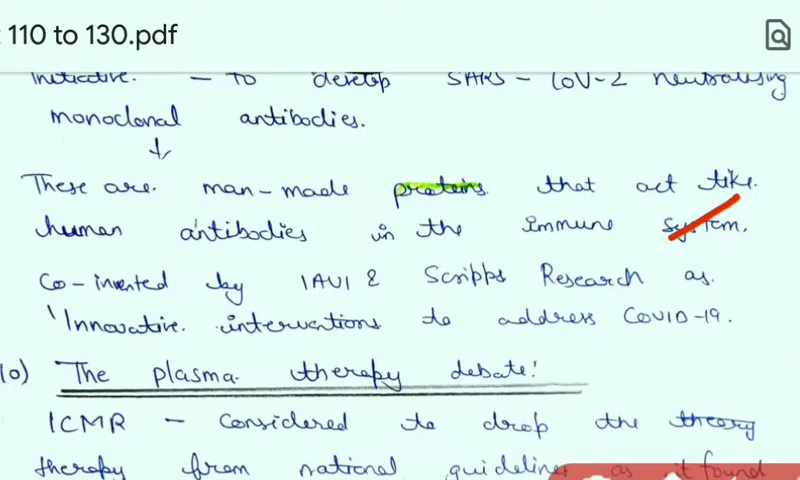 110 to 130.pdf
Initiative. - To develop SARS-CoV-2 neutralising
monoclonal antibodies.
These are man-made proteins that act like
human antibodies in the immune system.
Co-invented by IAVI & Scripps Research as
'Innovative interventions to address COVID-19.
The plasma therapy debate!
ICMR - Considered to drop the theory
therapy from national guidelines as it found